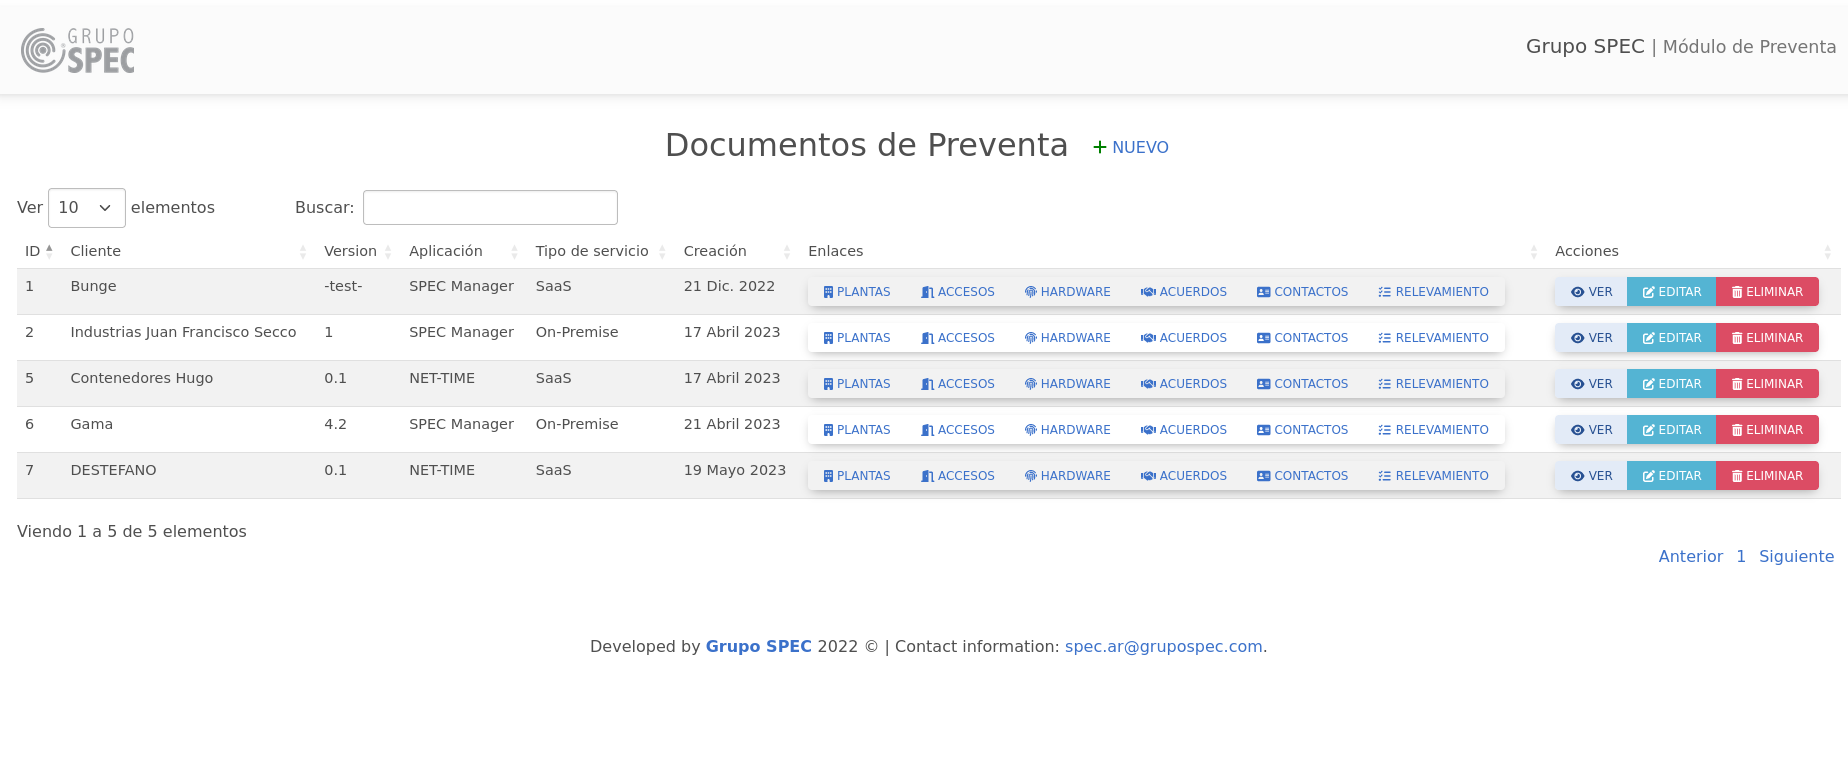 GRUPO
SPEC
Grupo SPEC | Módulo de Preventa
Documentos de Preventa + NUEVO
Ver 10 elementos Buscar:
ID Cliente Version Aplicación Tipo de servicio Creación Enlaces Acciones
1 Bunge -test- SPEC Manager SaaS 21 Dic. 2022 PLANTAS ACCESOS HARDWARE ACUERDOS CONTACTOS RELEVAMIENTO VER EDITAR ELIMINAR
2 Industrias Juan Francisco Secco 1 SPEC Manager On-Premise 17 Abril 2023 PLANTAS ACCESOS HARDWARE ACUERDOS CONTACTOS RELEVAMIENTO VER EDITAR ELIMINAR
5 Contenedores Hugo 0.1 NET-TIME SaaS 17 Abril 2023 PLANTAS ACCESOS HARDWARE ACUERDOS CONTACTOS RELEVAMIENTO VER EDITAR ELIMINAR
6 Gama 4.2 SPEC Manager On-Premise 21 Abril 2023 PLANTAS ACCESOS HARDWARE ACUERDOS CONTACTOS RELEVAMIENTO VER EDITAR ELIMINAR
7 DESTEFANO 0.1 NET-TIME SaaS 19 Mayo 2023 PLANTAS ACCESOS HARDWARE ACUERDOS CONTACTOS RELEVAMIENTO VER EDITAR ELIMINAR
Viendo 1 a 5 de 5 elementos
Anterior 1 Siguiente
Developed by Grupo SPEC 2022 © | Contact information: spec.ar@grupospec.com.